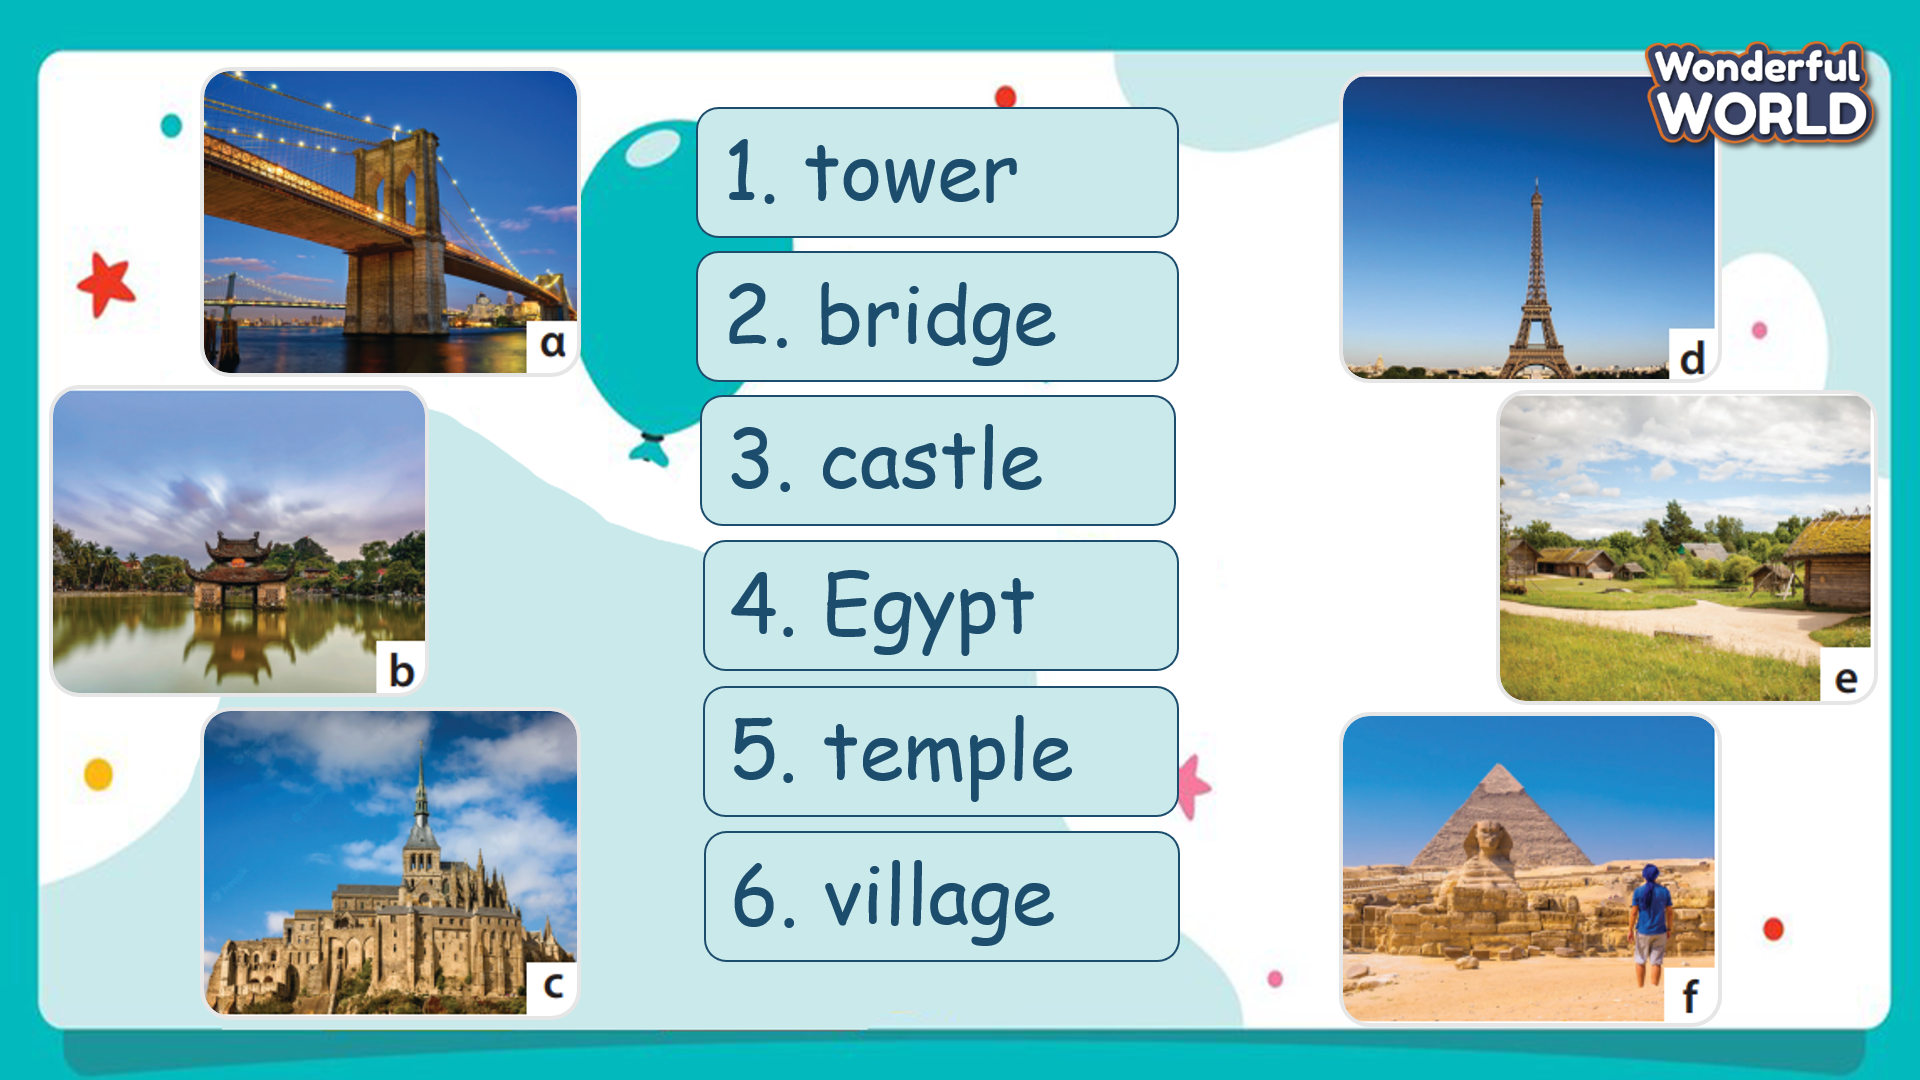 Wonderful
WORLD
1. tower
2. bridge
3. castle
4. Egypt
5. temple
6. village
a
b
c
d
e
f